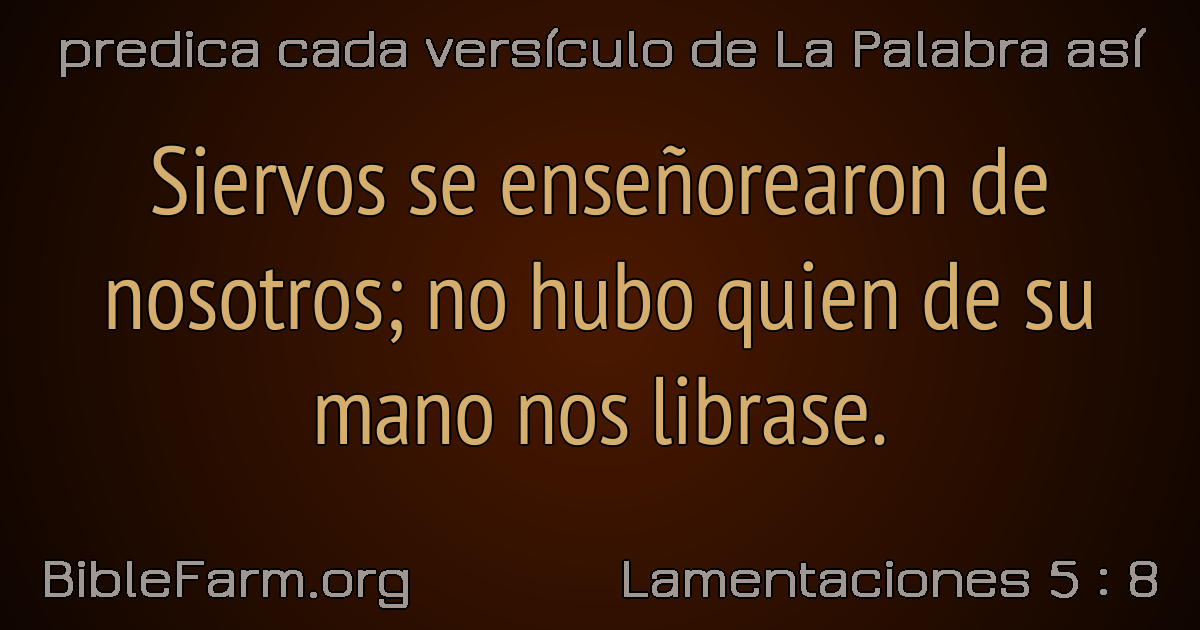 predica cada versículo de La Palabra así
Siervos se enseñorearon de
nosotros; no hubo quien de su
mano nos librase.
BibleFarm.org
Lamentaciones 5 : 8